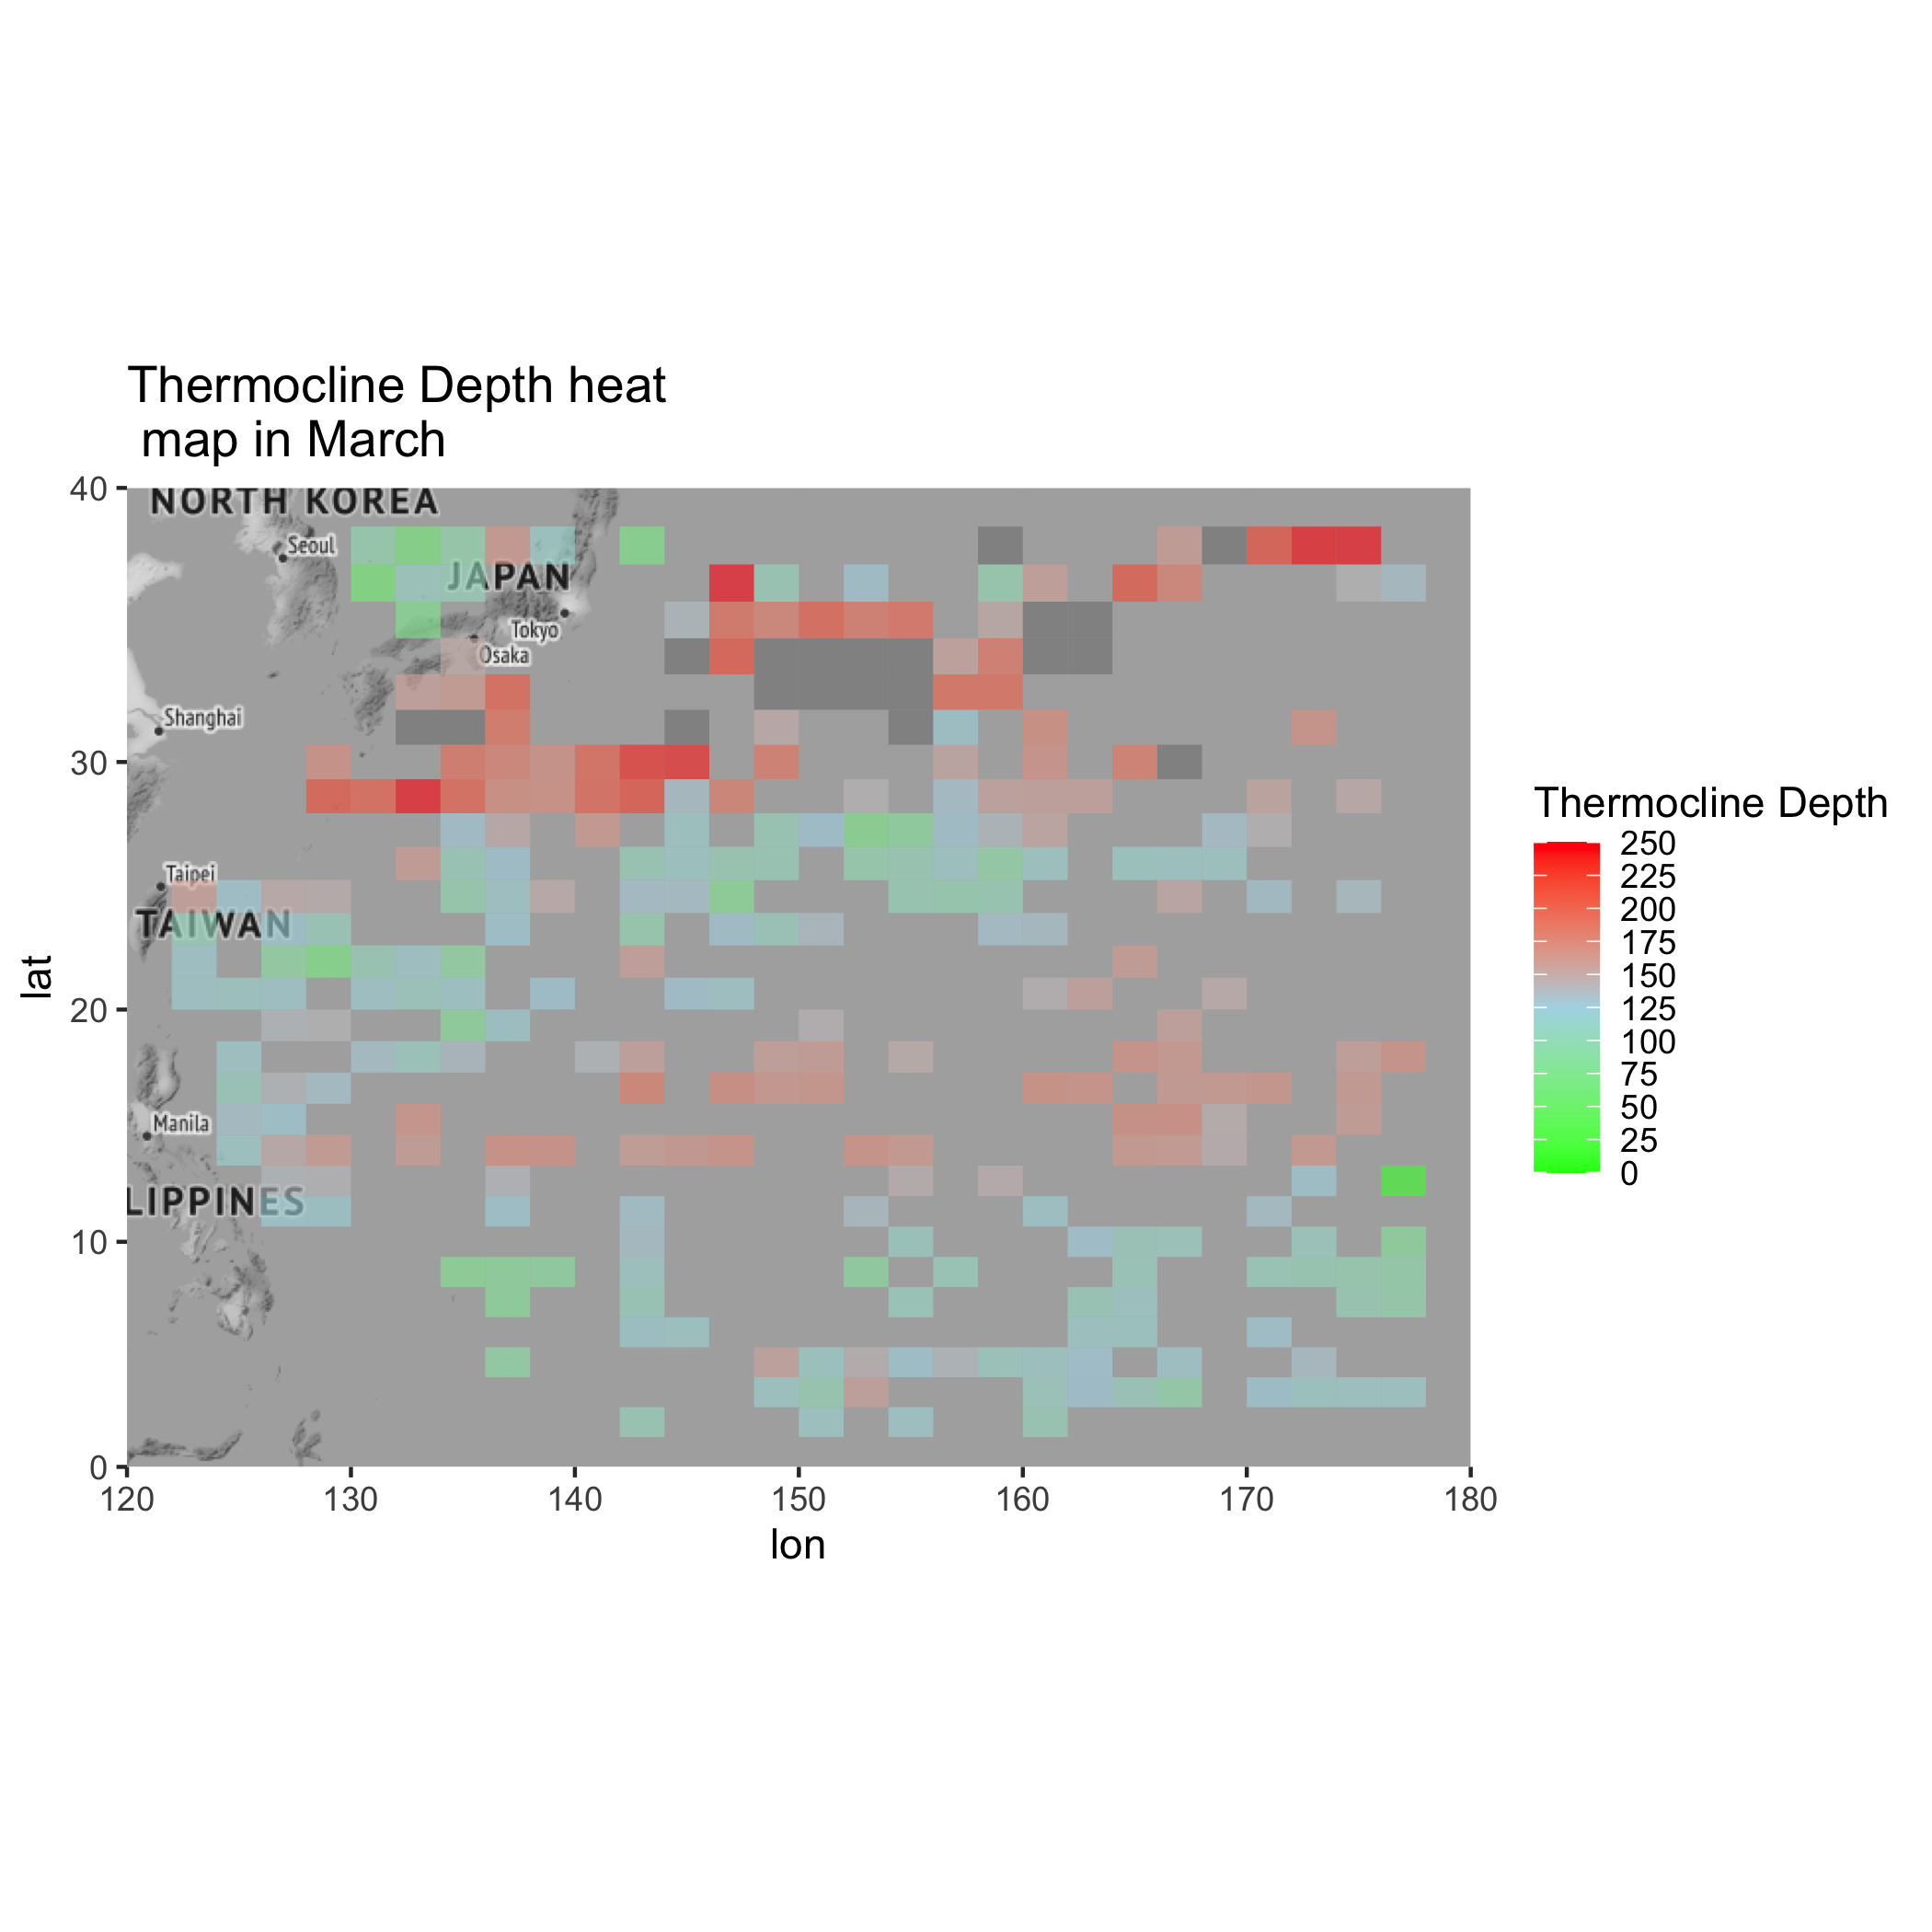 Thermocline Depth heat
map in March
40
30
20
10
0
lat
NORTH KOREA
Seoul
JAPAN
Tokyo
Osaka
Shanghai
Taipei
TAIWAN
Manila
LIPPINES
120 130 140 150 160 170 180
lon
Thermocline Depth
250
225
200
175
150
125
100
75
50
25
0